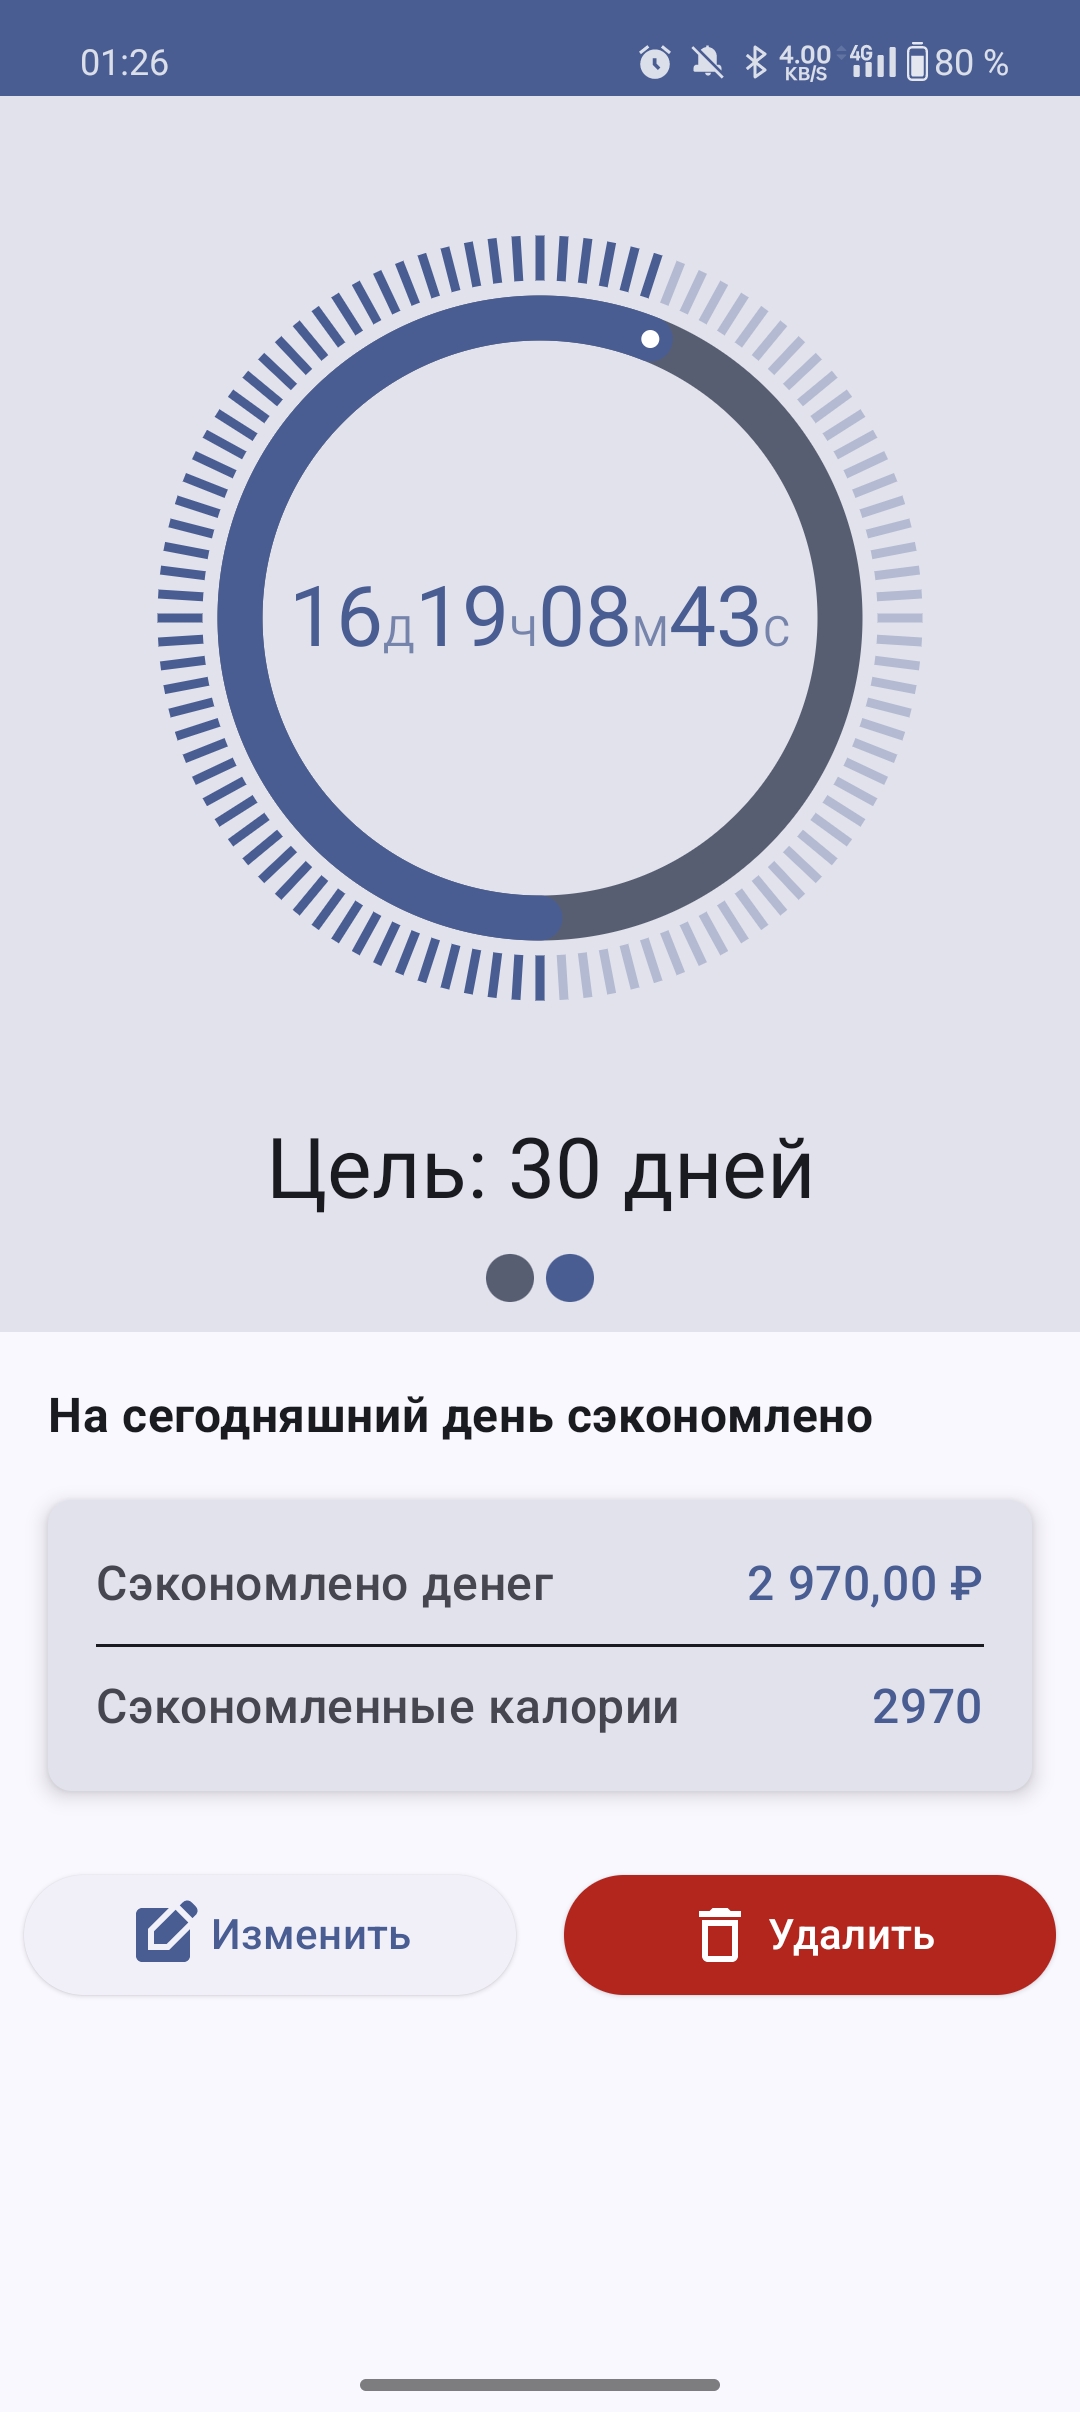 01:26 4.00 KB/S 4G 80 %
16д19ч08м43с
Цель: 30 дней
На сегодняшний день сэкономлено
Сэкономлено денег 2 970,00 ₽
Сэкономленные калории 2970
Изменить Удалить